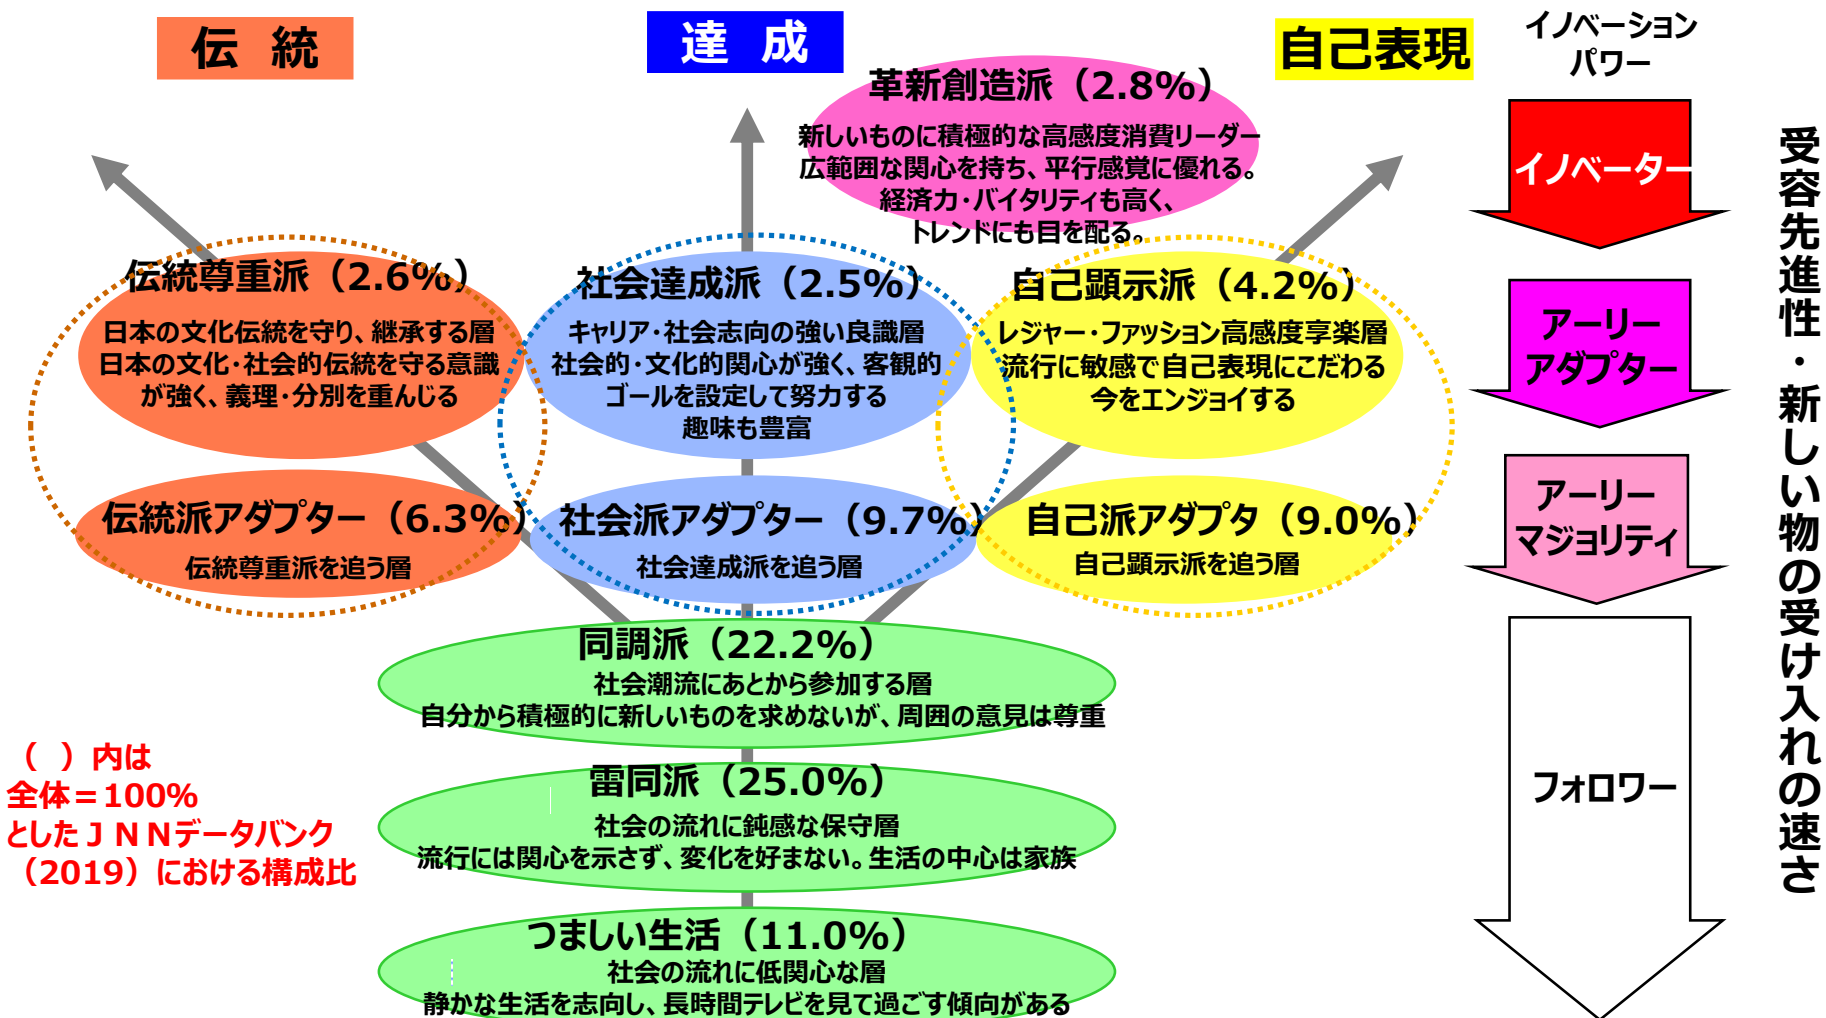 伝 統
達 成
自己表現
イノベーション
パワー
革新創造派（2.8%）
新しいものに積極的な高感度消費リーダー
広範囲な関心を持ち、平行感覚に優れる。
経済力・バイタリティも高く、
トレンドにも目を配る。
イノベーター
伝統尊重派（2.6%）
日本の文化伝統を守り、継承する層
日本の文化・社会的伝統を守る意識
が強く、義理・分別を重んじる
社会達成派（2.5%）
キャリア・社会志向の強い良識層
社会的・文化的関心が強く、客観的
ゴールを設定して努力する
趣味も豊富
自己顕示派（4.2%）
レジャー・ファッション高感度享楽層
流行に敏感で自己表現にこだわる
今をエンジョイする
アーリー
アダプター
伝統派アダプター（6.3%）
伝統尊重派を追う層
社会派アダプター（9.7%）
社会達成派を追う層
自己派アダプタ（9.0%）
自己顕示派を追う層
アーリー
マジョリティ
同調派（22.2%）
社会潮流にあとから参加する層
自分から積極的に新しいものを求めないが、周囲の意見は尊重
雷同派（25.0%）
社会の流れに鈍感な保守層
流行には関心を示さず、変化を好まない。生活の中心は家族
つましい生活（11.0%）
社会の流れに低関心な層
静かな生活を志向し、長時間テレビを見て過ごす傾向がある
フォロワー
（ ）内は
全体＝100%
としたＪＮＮデータバンク
（2019）における構成比
受容先進性・新しい物の受け入れの速さ